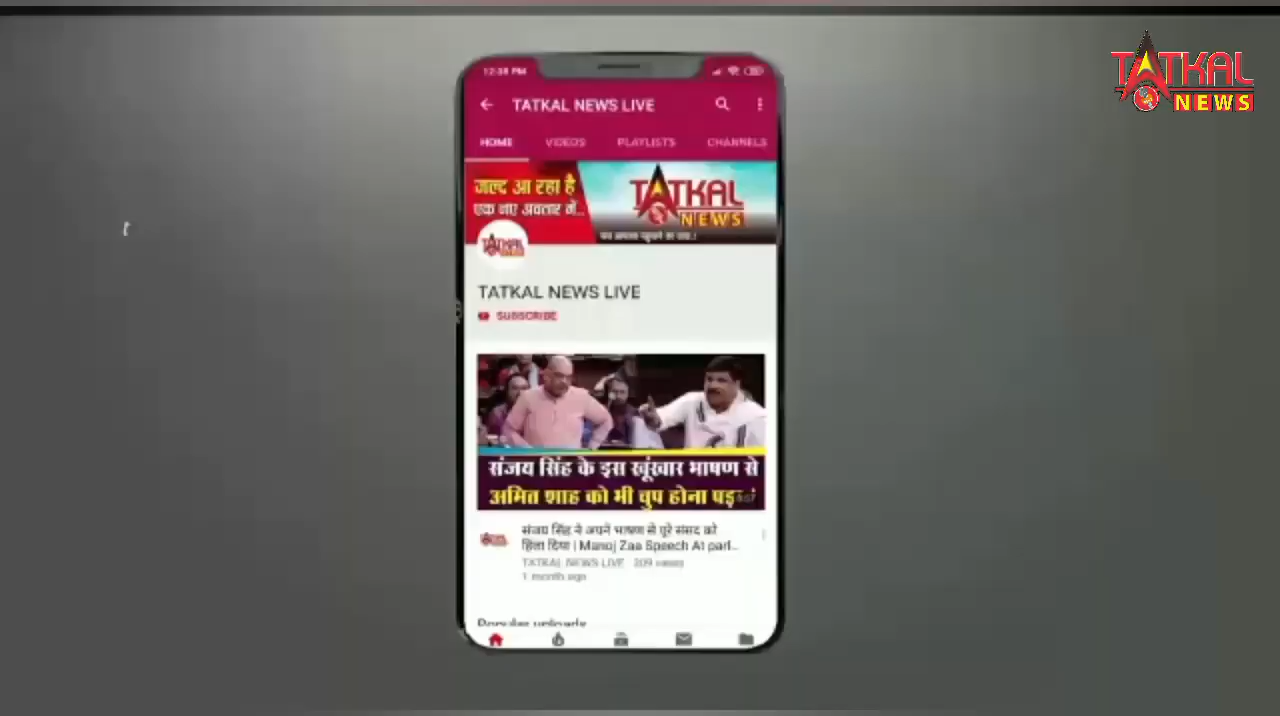 TATKAL
NEWS
12:38 PM
TATKAL NEWS LIVE
HOME VIDEOS PLAYLISTS CHANNELS
जल्द आ रहा है
एक नए अवतार में..
TATKAL
NEWS
TATKAL NEWS LIVE
SUBSCRIBE
संजय सिंह के इस खूंखार भाषण से
अमित शाह को भी चुप होना पड़
संजय सिंह ने अपने भाषण से पूरे संसद को
हिला दिया | Manoj Zaa Speech At parl...
TATKAL NEWS LIVE 209 views
1 month ago
Popular uploads